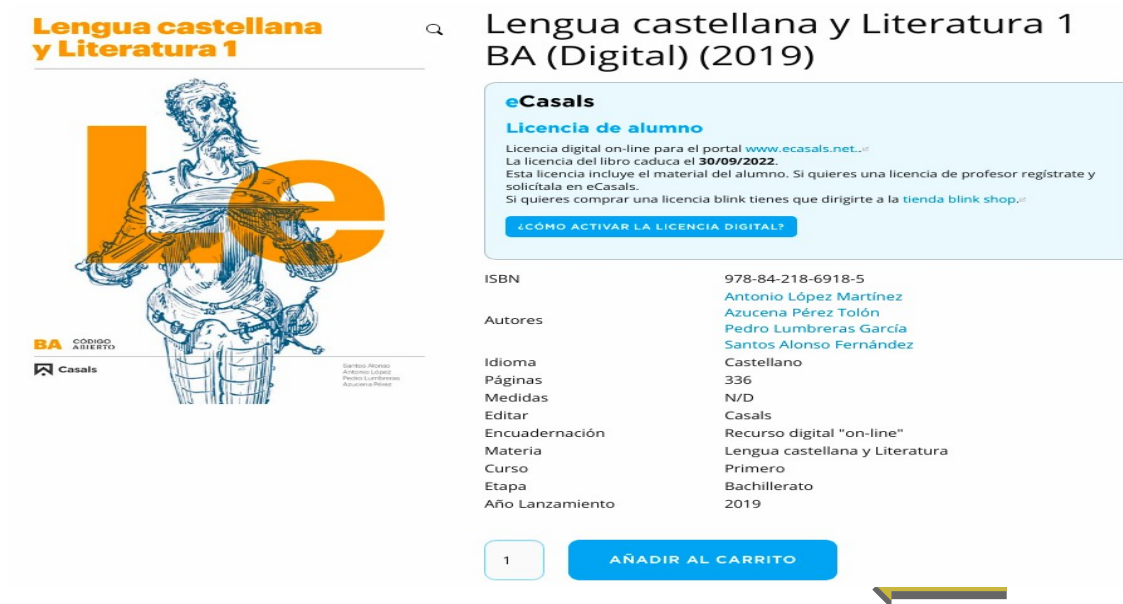 Lengua castellana
y Literatura 1
BA CÓDIGO
ABIERTO
Casals
Santos Alonso
Antonio López
Pedro Lumbreras
Azucena Pérez
Lengua castellana y Literatura 1
BA (Digital) (2019)
eCasals
Licencia de alumno
Licencia digital on-line para el portal www.ecasals.net..
La licencia del libro caduca el 30/09/2022.
Esta licencia incluye el material del alumno. Si quieres una licencia de profesor regístrate y
solicítala en eCasals.
Si quieres comprar una licencia blink tienes que dirigirte a la tienda blink shop.
¿CÓMO ACTIVAR LA LICENCIA DIGITAL?
ISBN 978-84-218-6918-5
Autores Antonio López Martínez
Azucena Pérez Tolón
Pedro Lumbreras García
Santos Alonso Fernández
Idioma Castellano
Páginas 336
Medidas N/D
Editar Casals
Encuadernación Recurso digital "on-line"
Materia Lengua castellana y Literatura
Curso Primero
Etapa Bachillerato
Año Lanzamiento 2019
1 AÑADIR AL CARRITO